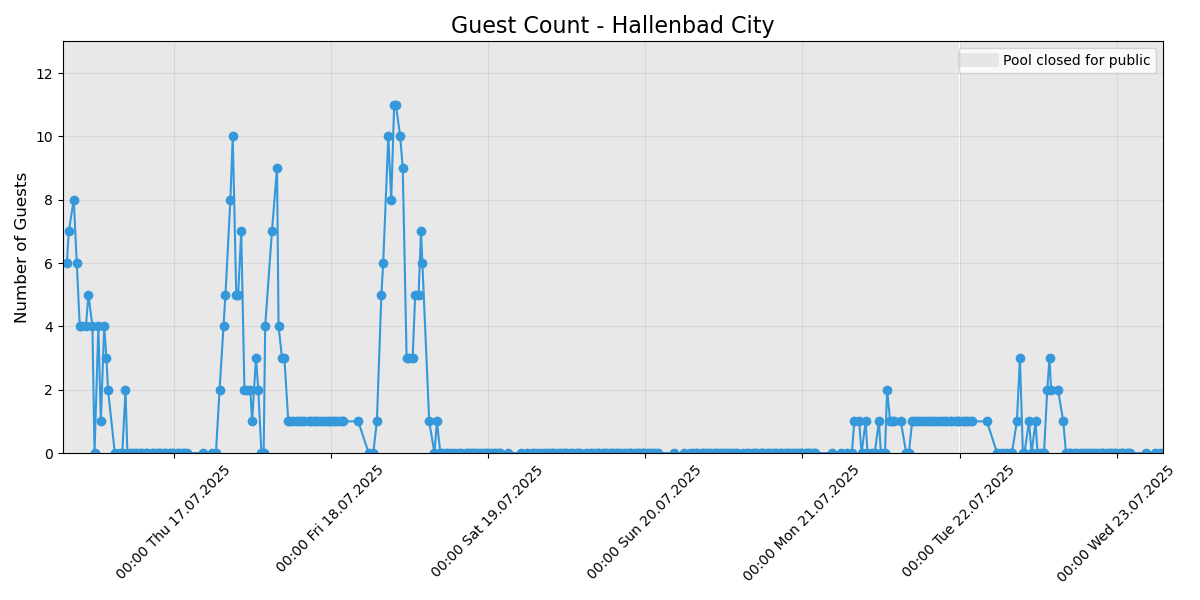 Guest Count - Hallenbad City
Pool closed for public
Number of Guests
12
10
8
6
4
2
0
00:00 Thu 17.07.2025
00:00 Fri 18.07.2025
00:00 Sat 19.07.2025
00:00 Sun 20.07.2025
00:00 Mon 21.07.2025
00:00 Tue 22.07.2025
00:00 Wed 23.07.2025